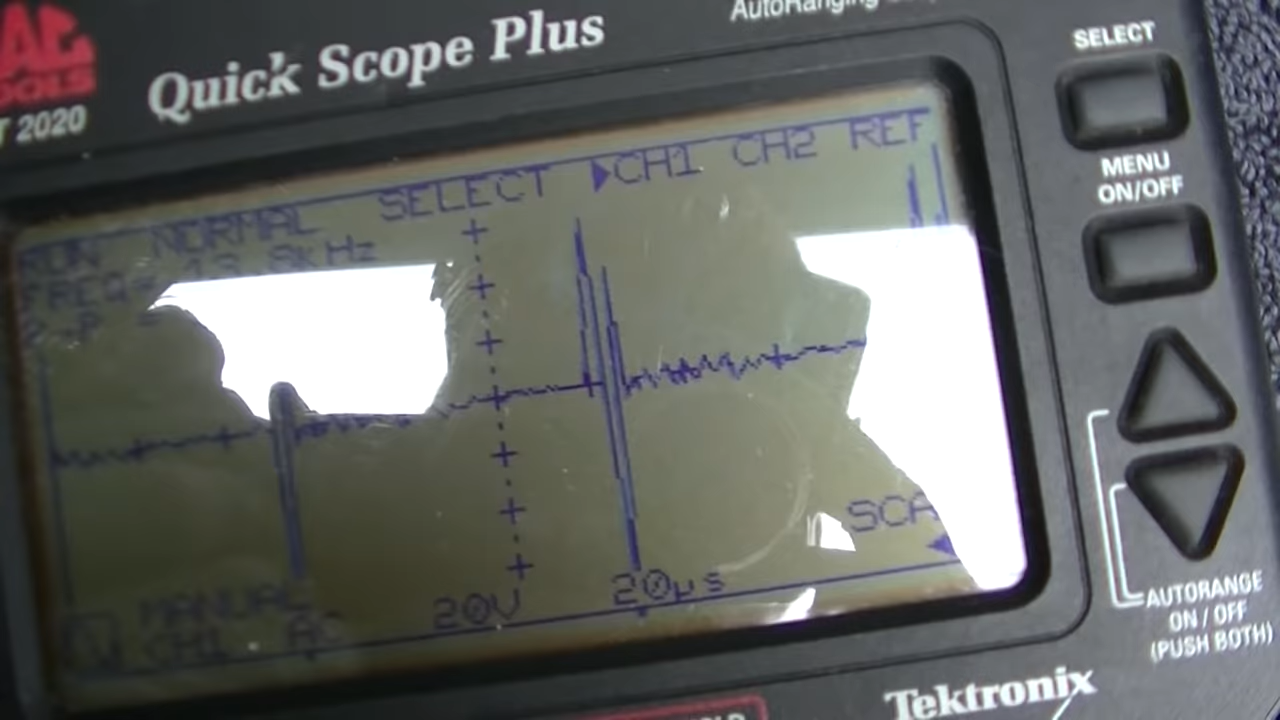 TOOLS
T 2020
Quick Scope Plus
AutoRanging
SELECT
MENU
ON/OFF
RUN NORMAL SELECT ▶CH1 CH2 REF
FREQ= 13.8kHz
P-P
SCA
MANUAL
CH1 AC 20V 20µs
AUTORANGE
ON / OFF
(PUSH BOTH)
Tektronix